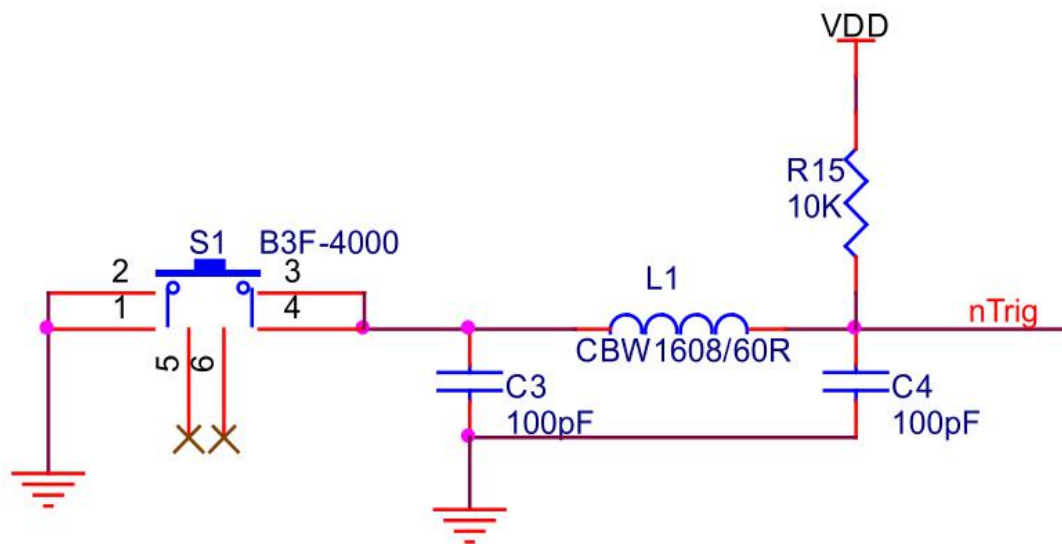 VDD
R15
10K
S1 B3F-4000
2 3
1 4
5 6
L1
CBW1608/60R
nTrig
C3
100pF
C4
100pF